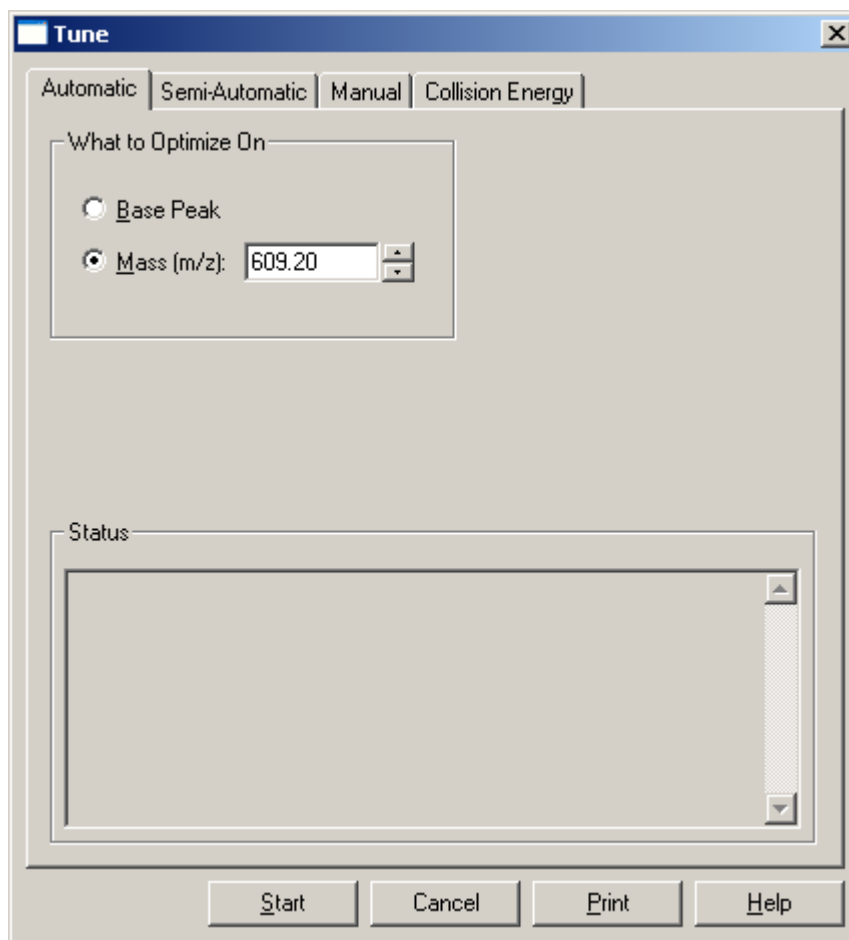 Tune
Automatic Semi-Automatic Manual Collision Energy
What to Optimize On
Base Peak
Mass (m/z): 609.20
Status
Start Cancel Print Help